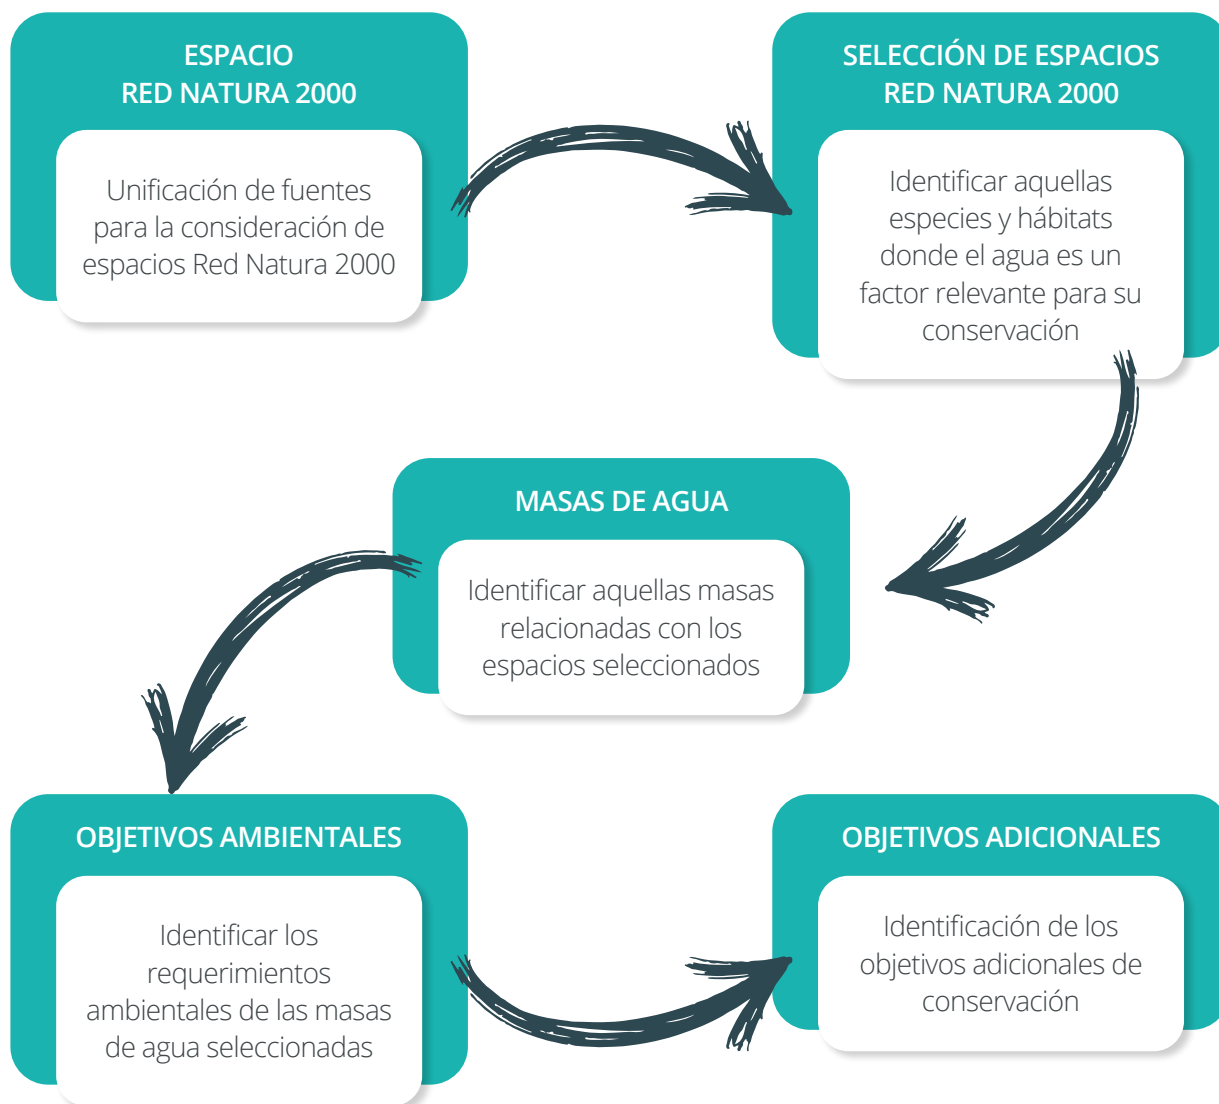 ESPACIO
RED NATURA 2000
Unificación de fuentes
para la consideración de
espacios Red Natura 2000
SELECCIÓN DE ESPACIOS
RED NATURA 2000
Identificar aquellas
especies y hábitats
donde el agua es un
factor relevante para su
conservación
MASAS DE AGUA
Identificar aquellas masas
relacionadas con los
espacios seleccionados
OBJETIVOS AMBIENTALES
Identificar los
requerimientos
ambientales de las masas
de agua seleccionadas
OBJETIVOS ADICIONALES
Identificación de los
objetivos adicionales de
conservación